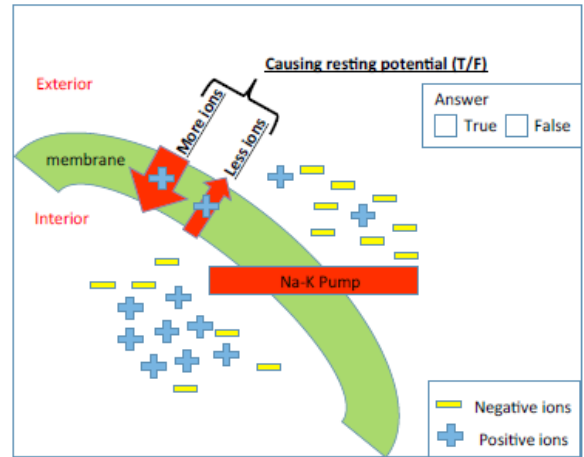 Causing resting potential (T/F)
Exterior
More ions
Less ions
Answer
True False
membrane
Interior
Na-K Pump
Negative ions
Positive ions